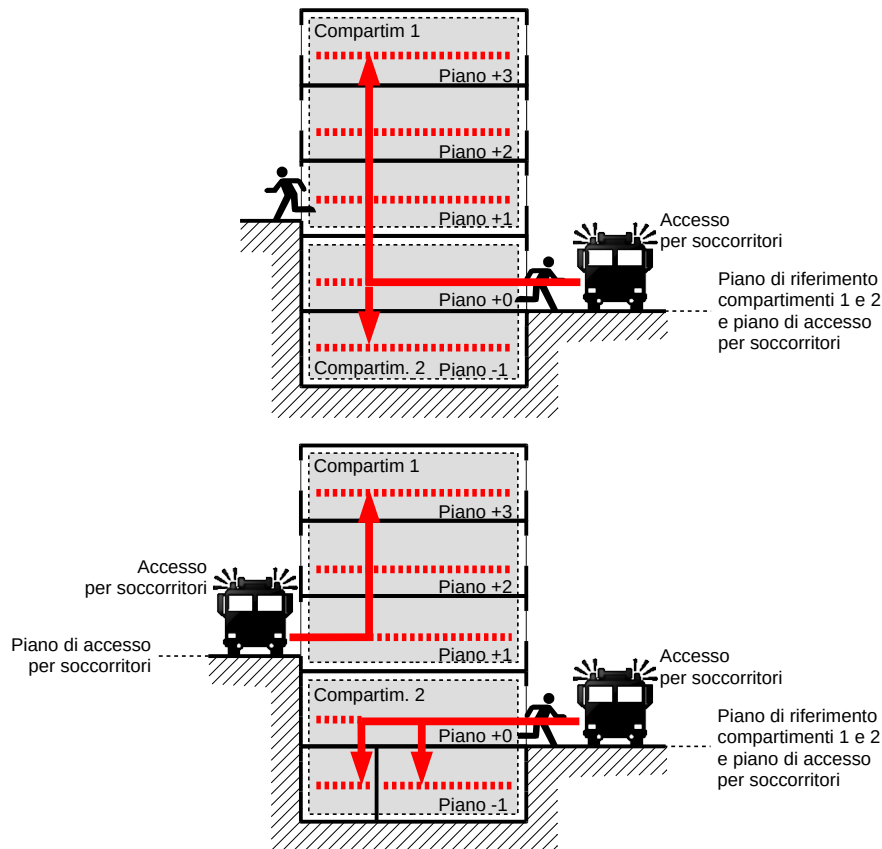 Compartim 1
Piano +3
Piano +2
Piano +1
Accesso
per soccorritori
Piano +0
Piano di riferimento
compartimenti 1 e 2
e piano di accesso
per soccorritori
Compartim. 2 Piano -1
Compartim 1
Piano +3
Accesso
per soccorritori
Piano +2
Piano di accesso
per soccorritori
Piano +1
Accesso
per soccorritori
Compartim. 2
Piano +0
Piano di riferimento
compartimenti 1 e 2
e piano di accesso
per soccorritori
Piano -1